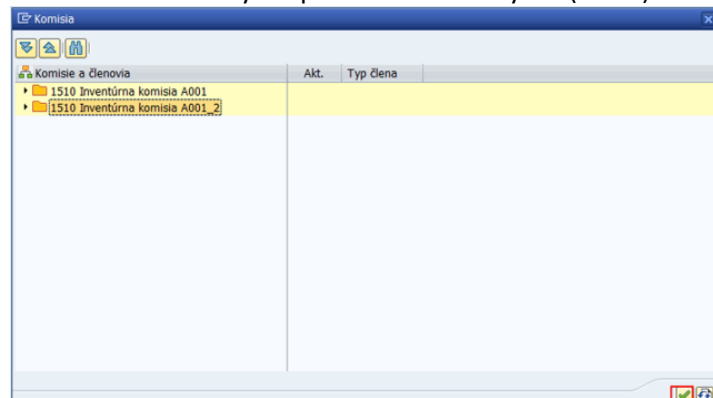 Komisia
Komisie a členovia Akt. Typ člena
1510 Inventúrna komisia A001
1510 Inventúrna komisia A001_2